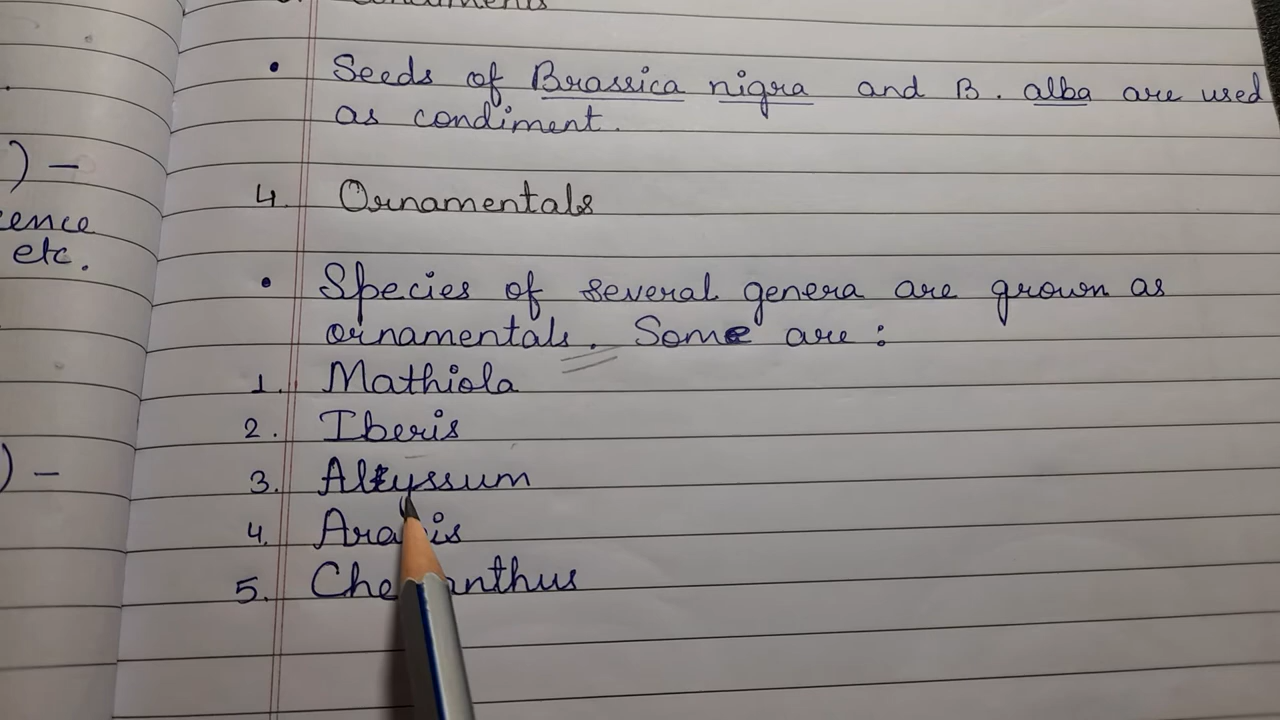 • Seeds of Brassica nigra and B. alba are used
as condiment.
) -
4. Ornamentals
ence
etc.
• Species of several genera are grown as
ornamentals. Some are :
1. Mathiola
2. Iberis
) -
3. Alyssum
4.
5.